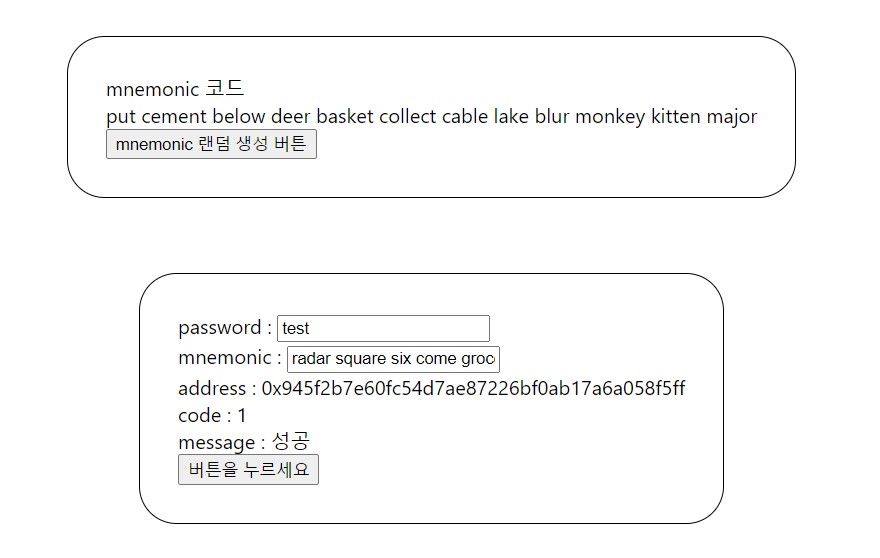 mnemonic 코드
put cement below deer basket collect cable lake blur monkey kitten major
mnemonic 랜덤 생성 버튼
password : test
mnemonic : radar square six come
address : 0x945f2b7e60fc54d7ae87226bf0ab17a6a058f5ff
code : 1
message : 성공
버튼을 누르세요